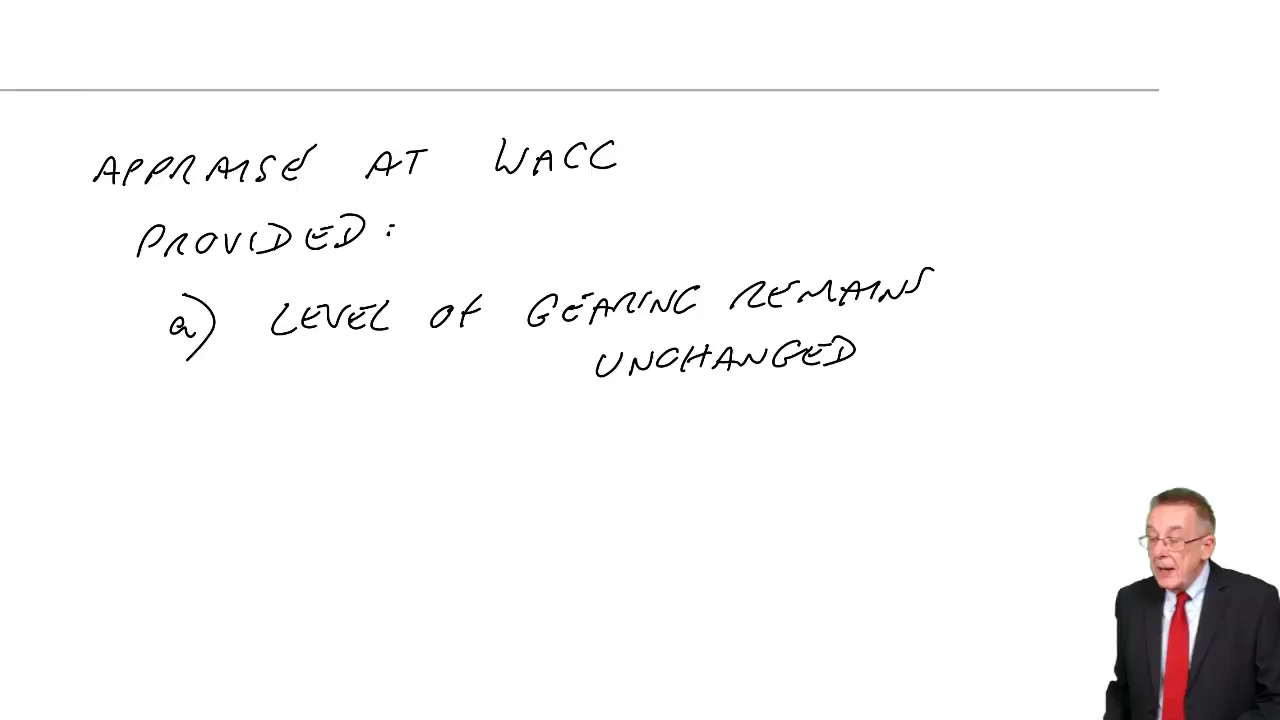 APPRAISE AT WACC
PROVIDED:
a) LEVEL OF GEARING REMAINS
UNCHANGED